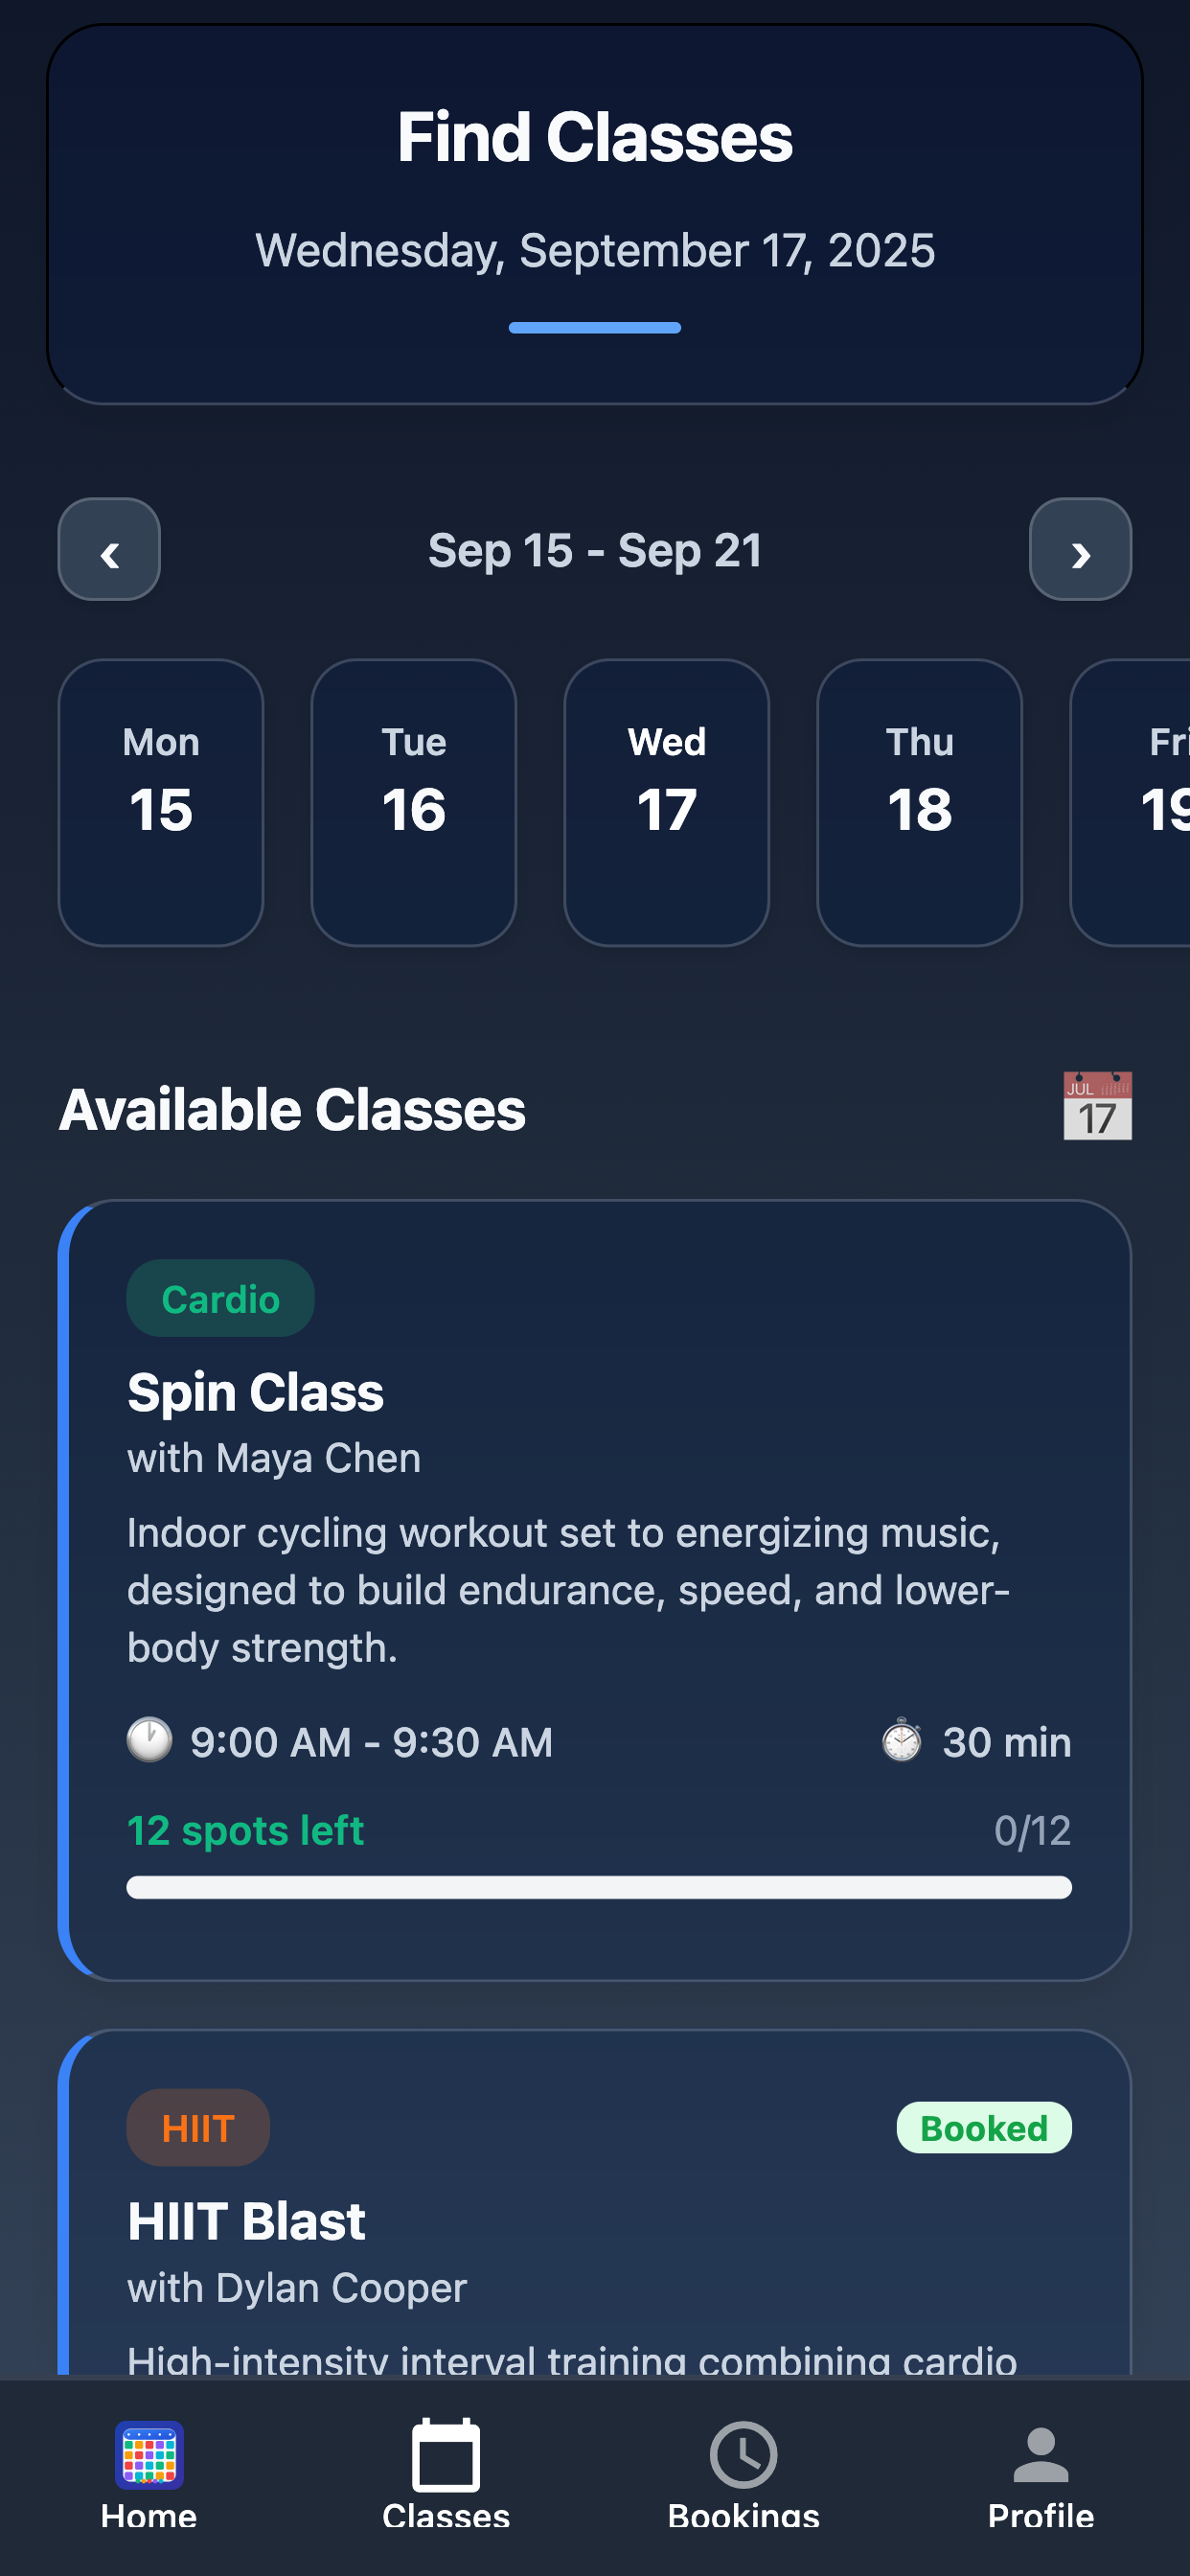 Find Classes
Wednesday, September 17, 2025
‹ Sep 15 - Sep 21 ›
Mon Tue Wed Thu Fri
15 16 17 18 19
Available Classes
JUL
17
Cardio
Spin Class
with Maya Chen
Indoor cycling workout set to energizing music,
designed to build endurance, speed, and lower-
body strength.
9:00 AM - 9:30 AM 30 min
12 spots left 0/12
HIIT Booked
HIIT Blast
with Dylan Cooper
High-intensity interval training combining cardio
Home Classes Bookings Profile